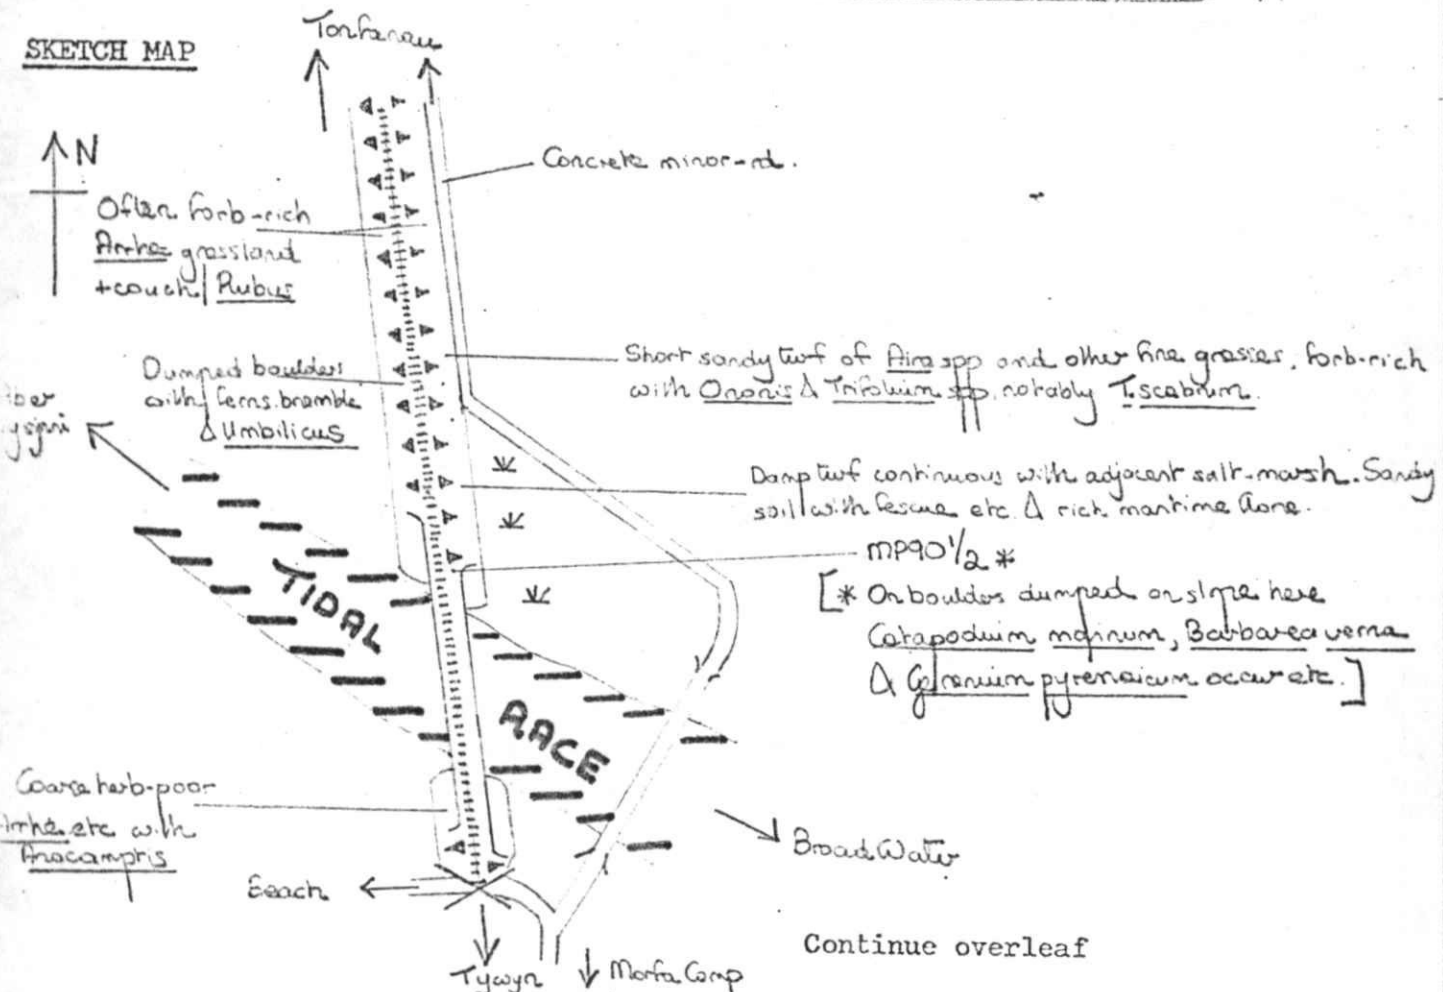 SKETCH MAP
Tonfanau
N
Concrete minor-rd.
Often forb-rich
Arrhe grassland
+couch/Rubus
Dumped boulders
with ferns. bramble
& Umbilicus
Short sandy turf of Aira spp and other fine grasses, forb-rich
with Ononis & Trifolium spp, notably T. scabrum.
Damp turf continuous with adjacent salt-marsh. Sandy
soil with fescue etc. & rich maritime flora.
MP90½ *
[* On boulders dumped on slope here
Catapodium marinum, Barbarea verna
& Geranium pyrenaicum occur etc.]
TIDAL
RACE
Coarse herb-poor
Arrhe. etc with
Beach
Broad Water
Continue overleaf
Tywyn
Morfa Camp